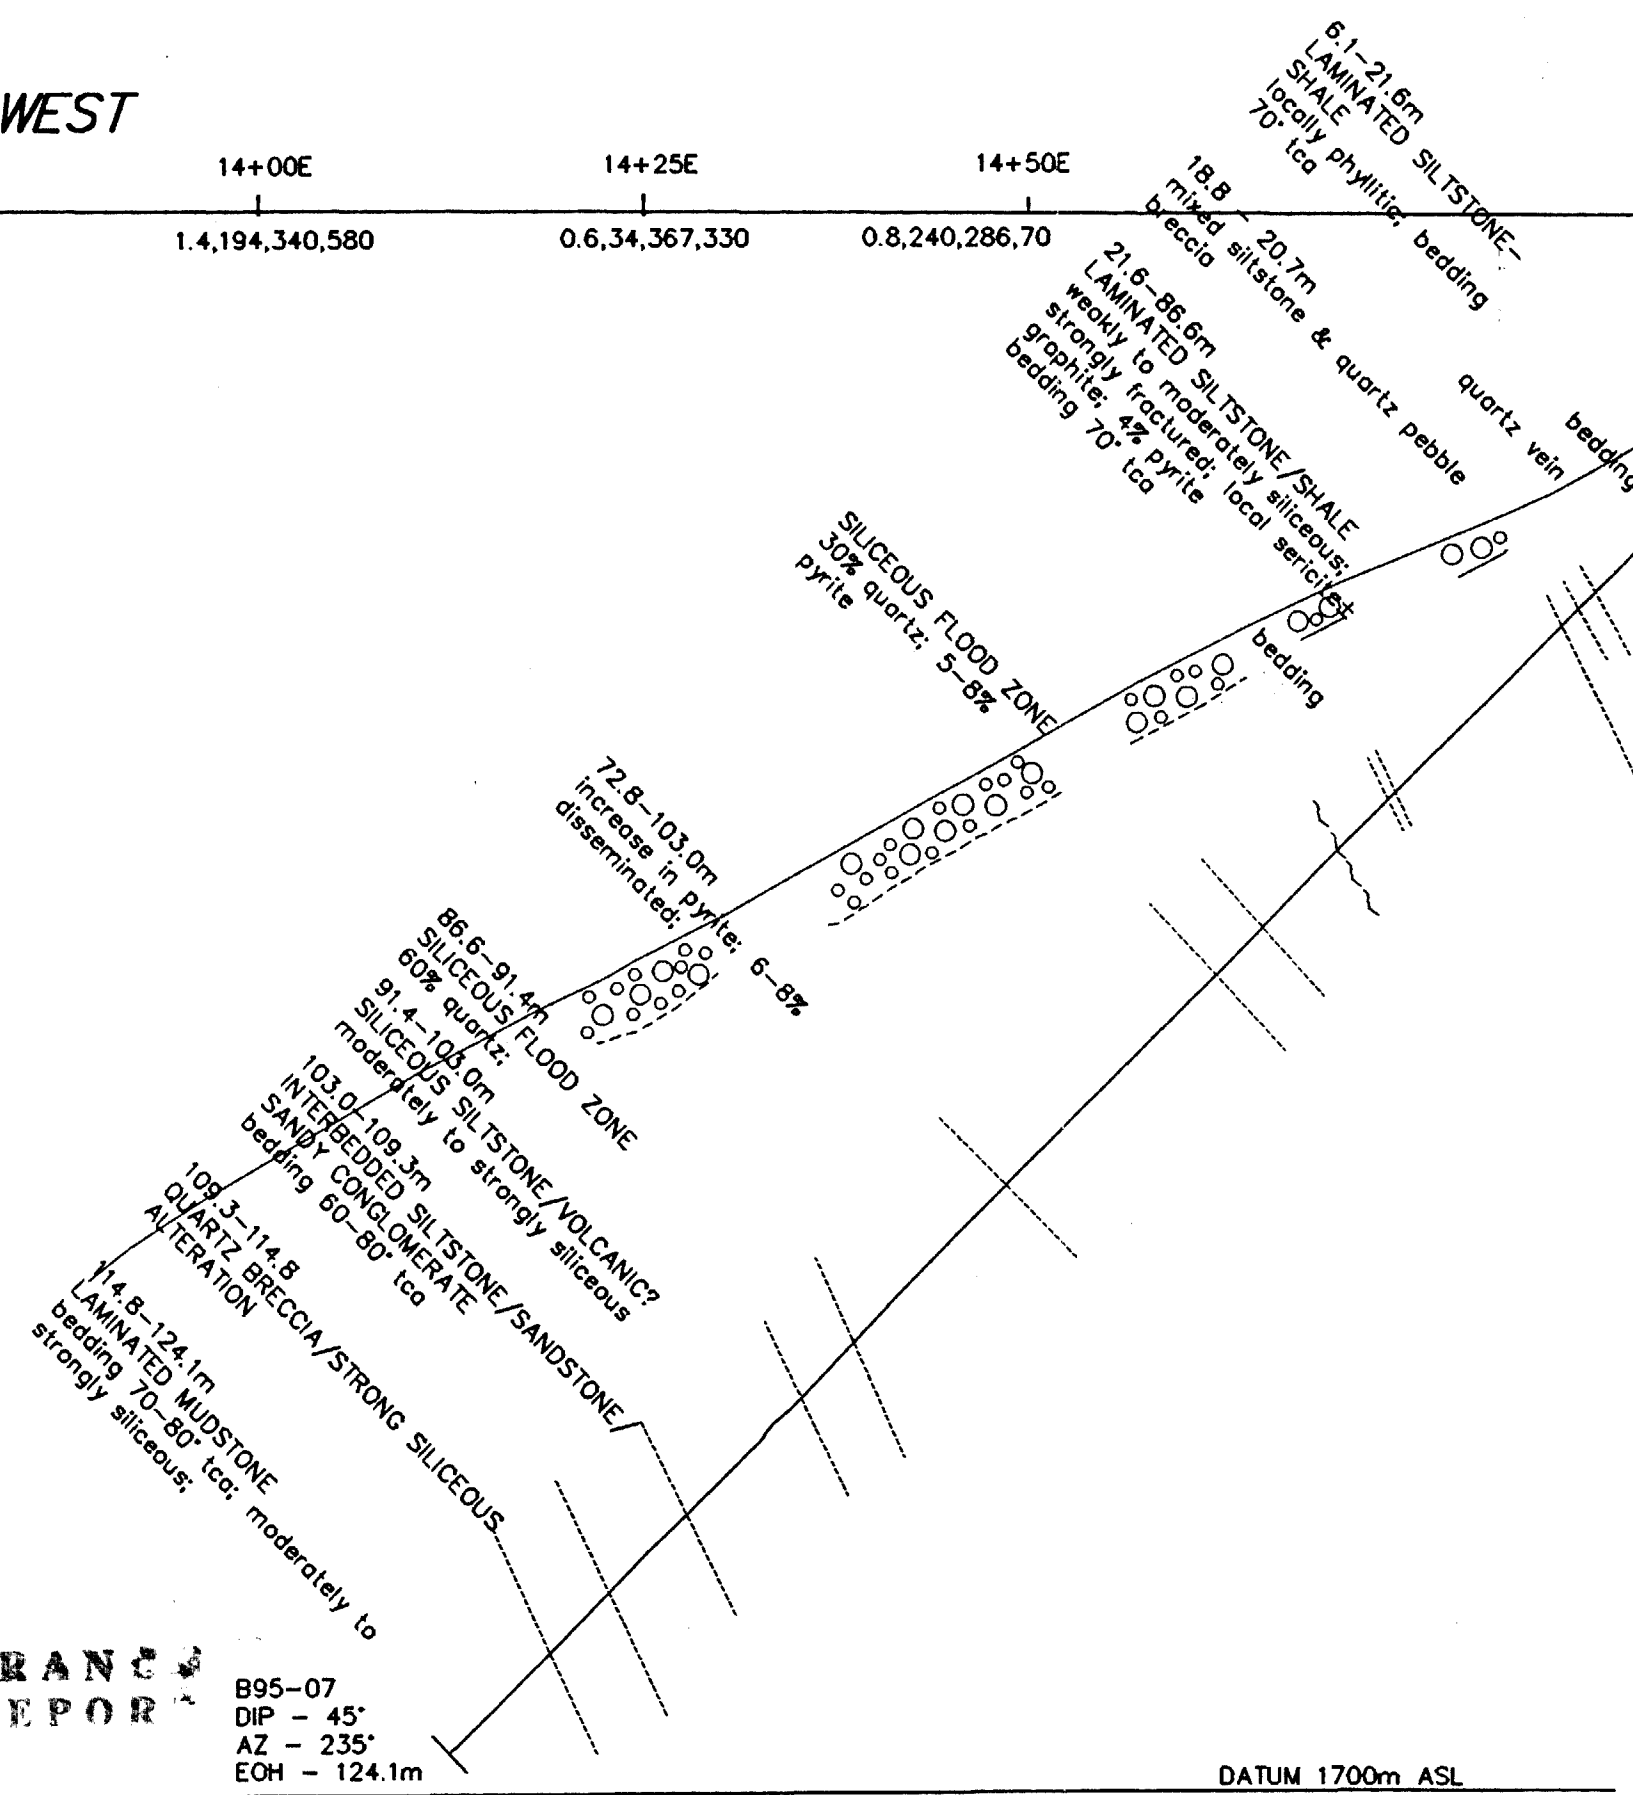 WEST
14+00E 14+25E 14+50E
1.4,194,340,580 0.6,34,367,330 0.8,240,286,70
6.1-21.6m
LAMINATED SILTSTONE-
SHALE
locally phyllitic; bedding
70° tca
18.8 - 20.7m
mixed siltstone & quartz pebble
breccia
quartz vein
bedding
21.6-86.6m
LAMINATED SILTSTONE/SHALE
weakly to moderately siliceous;
strongly fractured; local sericite+
graphite; 4% pyrite
bedding 70° tca
bedding
SILICEOUS FLOOD ZONE
30% quartz; 5-8%
pyrite
72.8-103.0m
increase in pyrite; 6-8%
disseminated;
86.6-91.4m
SILICEOUS FLOOD ZONE
60% quartz;
91.4-103.0m
SILICEOUS SILTSTONE/VOLCANIC?
moderately to strongly siliceous
103.0-109.3m
INTERBEDDED SILTSTONE/SANDSTONE/
SANDY CONGLOMERATE
bedding 60-80° tca
109.3-114.8
QUARTZ BRECCIA/STRONG SILICEOUS
ALTERATION
114.8-124.1m
LAMINATED MUDSTONE
bedding 70-80° tca; moderately to
strongly siliceous;
RANC
EPOR
B95-07
DIP - 45°
AZ - 235°
EOH - 124.1m
DATUM 1700m ASL